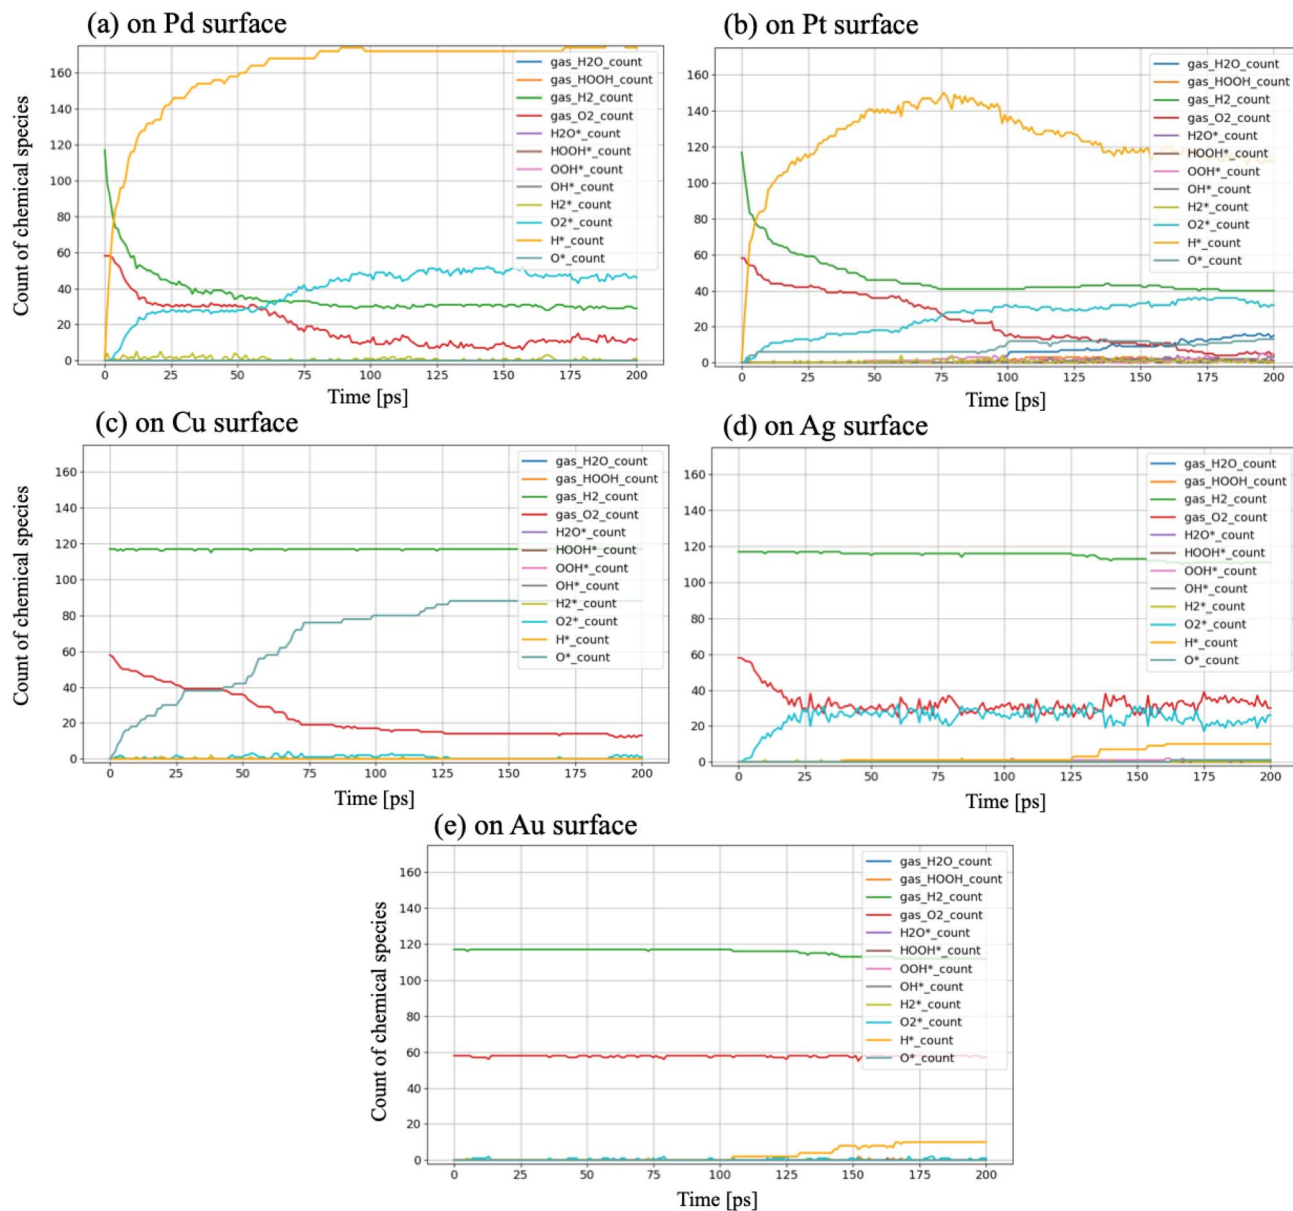 (a) on Pd surface
Count of chemical species
160
140
120
100
80
60
40
20
0
gas_H2O_count
gas_HOOH_count
gas_H2_count
gas_O2_count
H2O*_count
HOOH*_count
OOH*_count
OH*_count
H2*_count
O2*_count
H*_count
O*_count
0 25 50 75 100 125 150 175 200
Time [ps]
(b) on Pt surface
160
140
120
100
80
60
40
20
0
gas_H2O_count
gas_HOOH_count
gas_H2_count
gas_O2_count
H2O*_count
HOOH*_count
OOH*_count
OH*_count
H2*_count
O2*_count
H*_count
O*_count
0 25 50 75 100 125 150 175 200
Time [ps]
(c) on Cu surface
Count of chemical species
160
140
120
100
80
60
40
20
0
gas_H2O_count
gas_HOOH_count
gas_H2_count
gas_O2_count
H2O*_count
HOOH*_count
OOH*_count
OH*_count
H2*_count
O2*_count
H*_count
O*_count
0 25 50 75 100 125 150 175 200
Time [ps]
(d) on Ag surface
160
140
120
100
80
60
40
20
0
gas_H2O_count
gas_HOOH_count
gas_H2_count
gas_O2_count
H2O*_count
HOOH*_count
OOH*_count
OH*_count
H2*_count
O2*_count
H*_count
O*_count
0 25 50 75 100 125 150 175 200
Time [ps]
(e) on Au surface
Count of chemical species
160
140
120
100
80
60
40
20
0
gas_H2O_count
gas_HOOH_count
gas_H2_count
gas_O2_count
H2O*_count
HOOH*_count
OOH*_count
OH*_count
H2*_count
O2*_count
H*_count
O*_count
0 25 50 75 100 125 150 175 200
Time [ps]